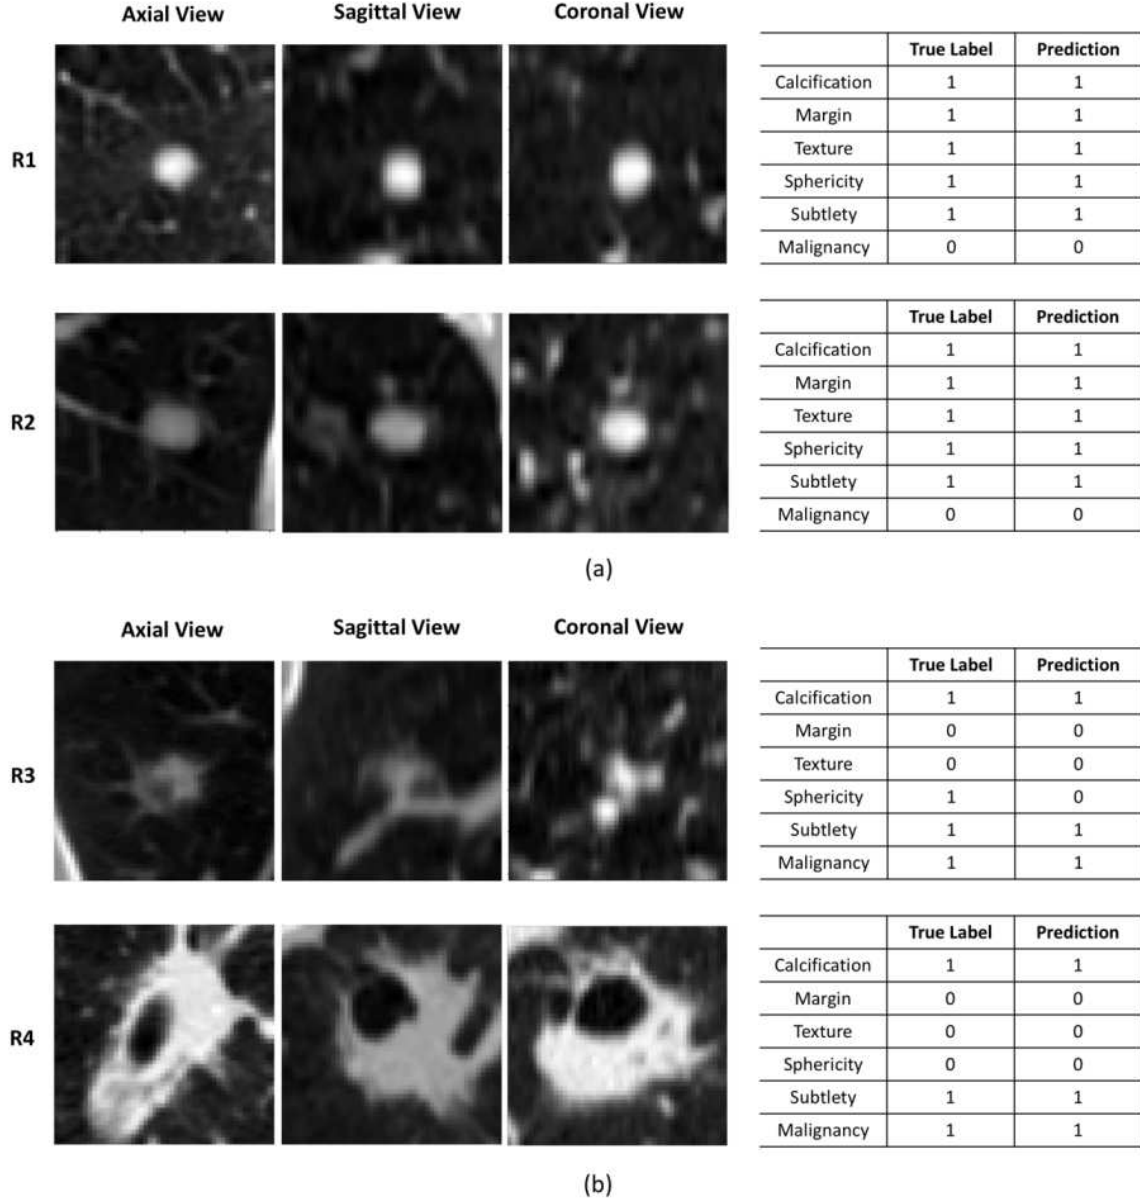 Axial View Sagittal View Coronal View
R1
True Label Prediction
Calcification 1 1
Margin 1 1
Texture 1 1
Sphericity 1 1
Subtlety 1 1
Malignancy 0 0
R2
True Label Prediction
Calcification 1 1
Margin 1 1
Texture 1 1
Sphericity 1 1
Subtlety 1 1
Malignancy 0 0
(a)
Axial View Sagittal View Coronal View
R3
True Label Prediction
Calcification 1 1
Margin 0 0
Texture 0 0
Sphericity 1 0
Subtlety 1 1
Malignancy 1 1
R4
True Label Prediction
Calcification 1 1
Margin 0 0
Texture 0 0
Sphericity 0 0
Subtlety 1 1
Malignancy 1 1
(b)